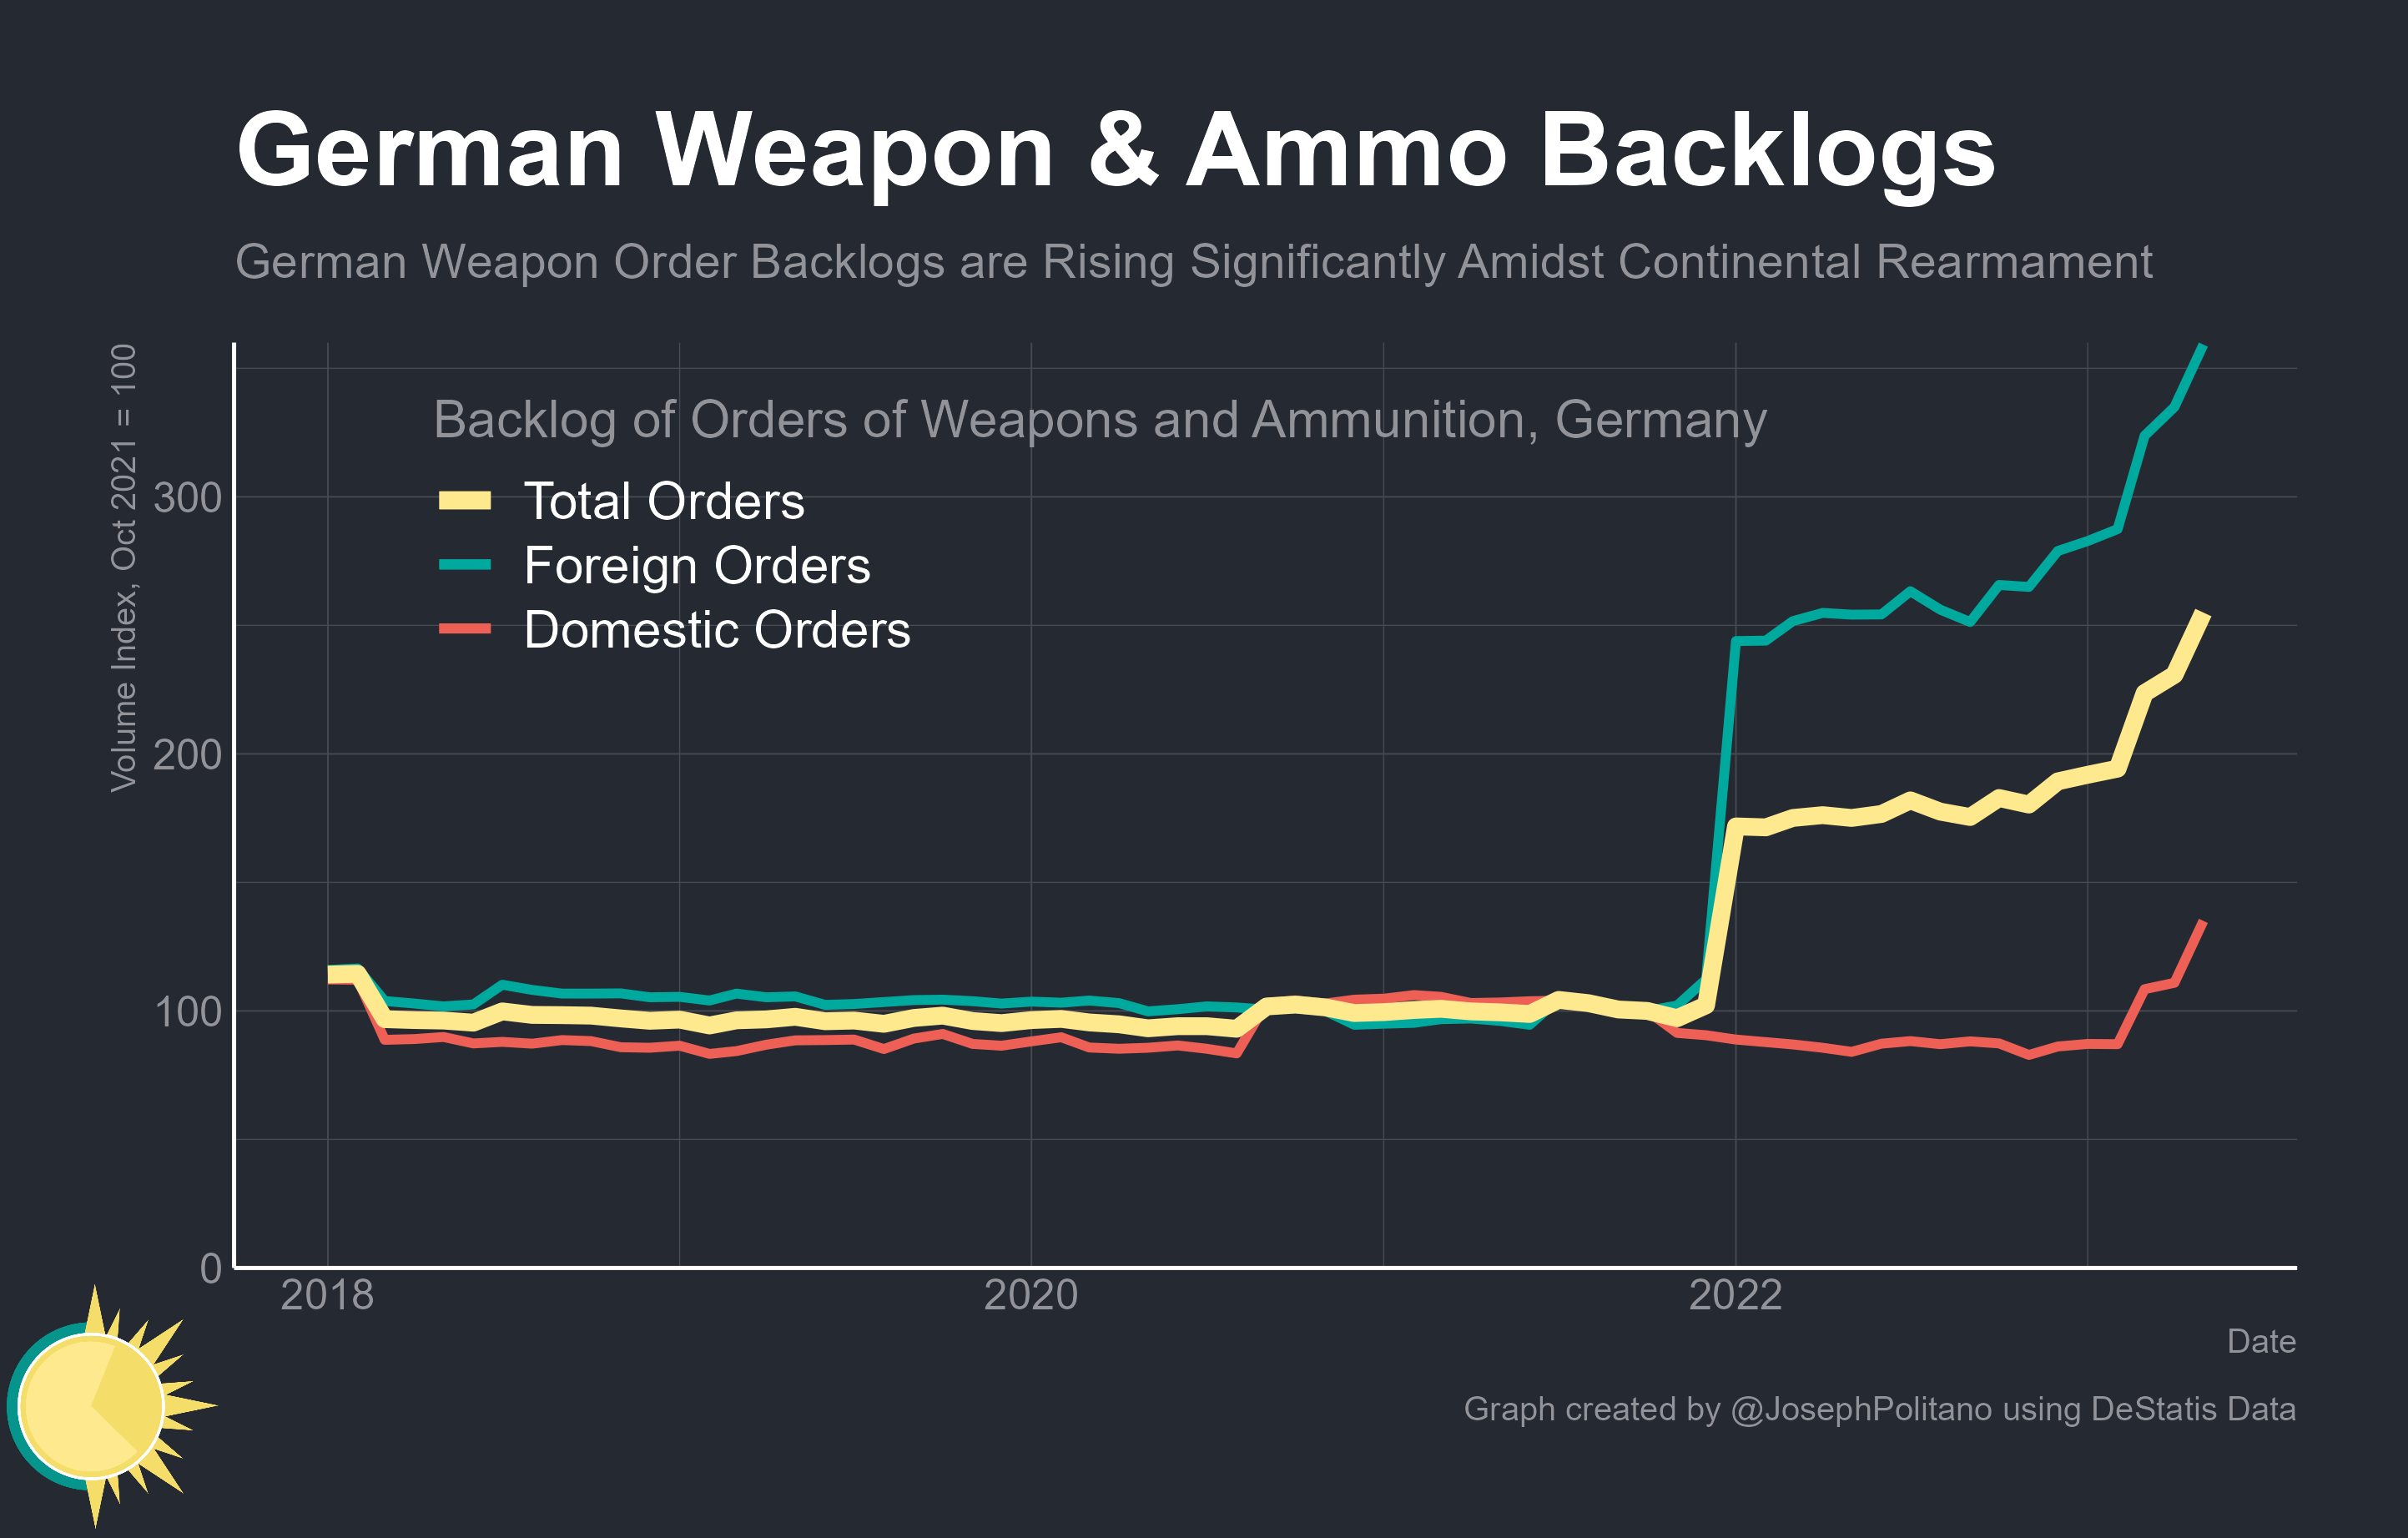 German Weapon & Ammo Backlogs
German Weapon Order Backlogs are Rising Significantly Amidst Continental Rearmament
Volume Index, Oct 2021 = 100
Backlog of Orders of Weapons and Ammunition, Germany
Total Orders
Foreign Orders
Domestic Orders
300
200
100
0
2018
2020
2022
Date
Graph created by @JosephPolitano using DeStatis Data